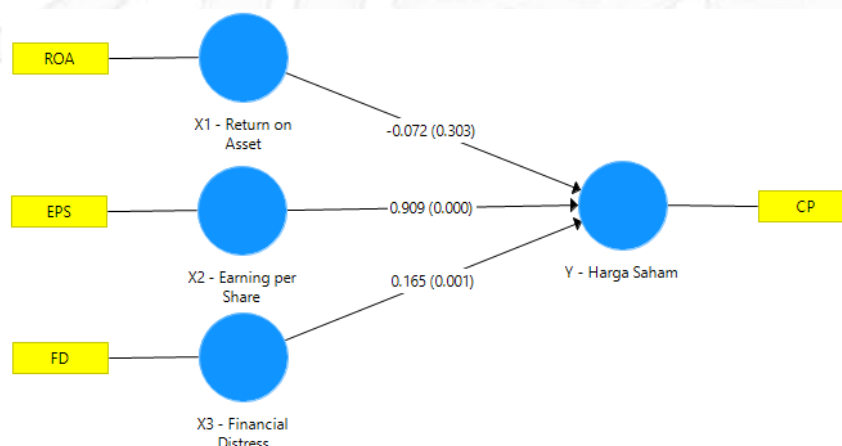 ROA
X1 - Return on
Asset
-0.072 (0.303)
EPS
0.909 (0.000)
CP
X2 - Earning per
Share
Y - Harga Saham
0.165 (0.001)
FD
X3 - Financial
Distress